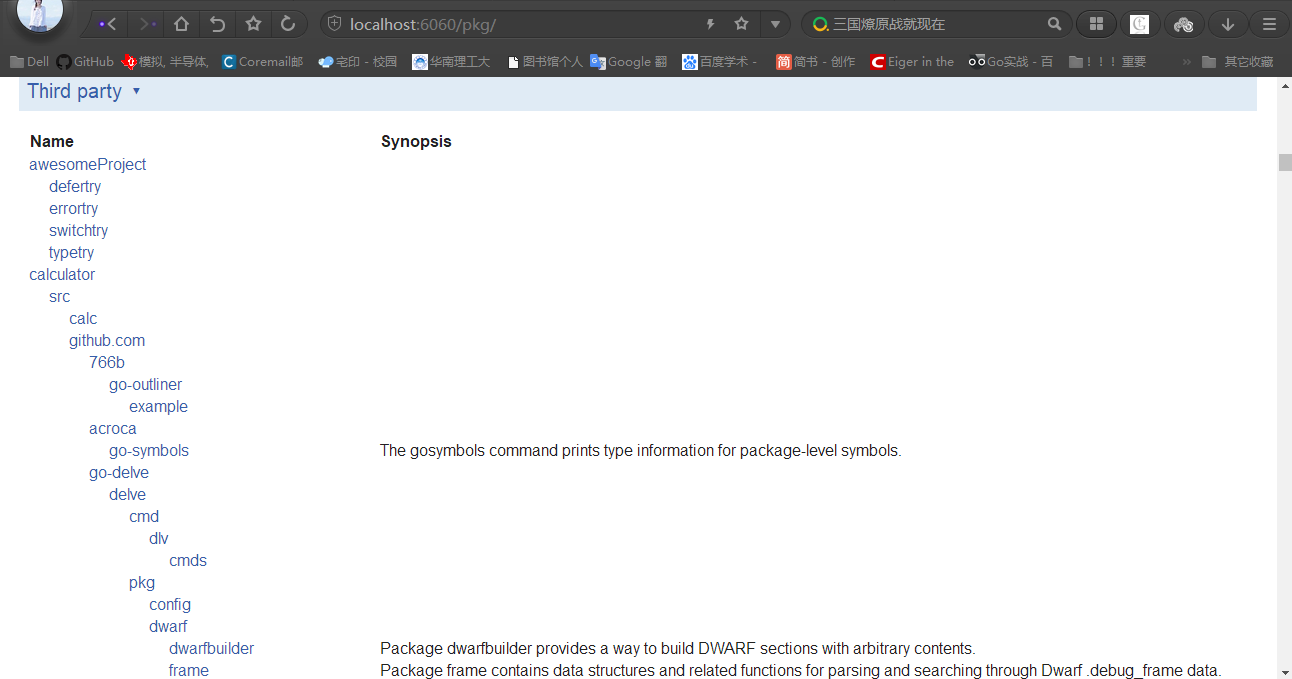 localhost:6060/pkg/ 三国燎原战就现在
Dell GitHub 模拟, 半导体, Coremail邮 宅印 - 校园 华南理工大 图书馆个人 Google 翻 百度学术 - 简书 - 创作 Eiger in the Go实战 - 百 ！！！重要 » 其它收藏
Third party ▾
Name Synopsis
awesomeProject
defertry
errortry
switchtry
typetry
calculator
src
calc
github.com
766b
go-outliner
example
acroca
go-symbols The gosymbols command prints type information for package-level symbols.
go-delve
delve
cmd
dlv
cmds
pkg
config
dwarf
dwarfbuilder Package dwarfbuilder provides a way to build DWARF sections with arbitrary contents.
frame Package frame contains data structures and related functions for parsing and searching through Dwarf .debug_frame data.